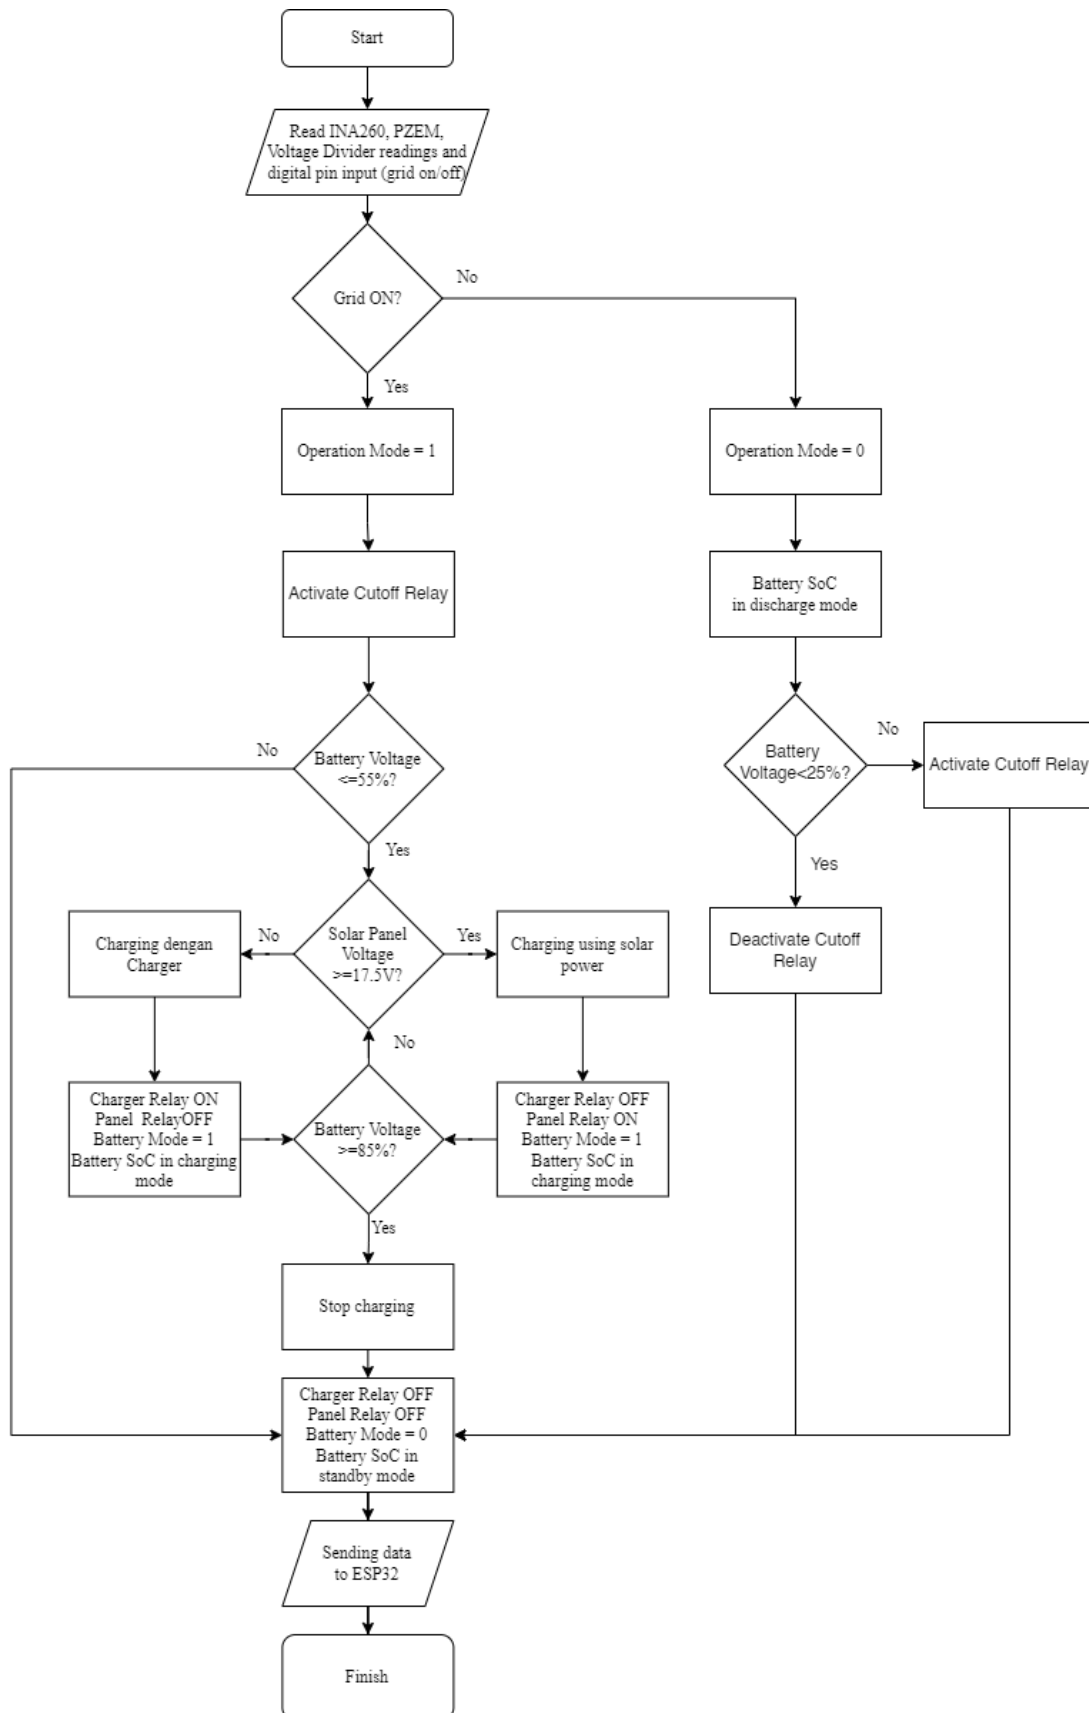 Start
Read INA260, PZEM,
Voltage Divider readings and
digital pin input (grid on/off)
Grid ON?
No
Yes
Operation Mode = 1
Operation Mode = 0
Activate Cutoff Relay
Battery SoC
in discharge mode
Battery Voltage
<=55%?
No
Yes
Battery
Voltage<25%?
No
Activate Cutoff Relay
Yes
Deactivate Cutoff
Relay
Solar Panel
Voltage
>=17.5V?
No
Yes
Charging dengan
Charger
Charging using solar
power
No
Charger Relay ON
Panel  RelayOFF
Battery Mode = 1
Battery SoC in charging
mode
Battery Voltage
>=85%?
Charger Relay OFF
Panel Relay ON
Battery Mode = 1
Battery SoC in
charging mode
Yes
Stop charging
Charger Relay OFF
Panel Relay OFF
Battery Mode = 0
Battery SoC in
standby mode
Sending data
to ESP32
Finish